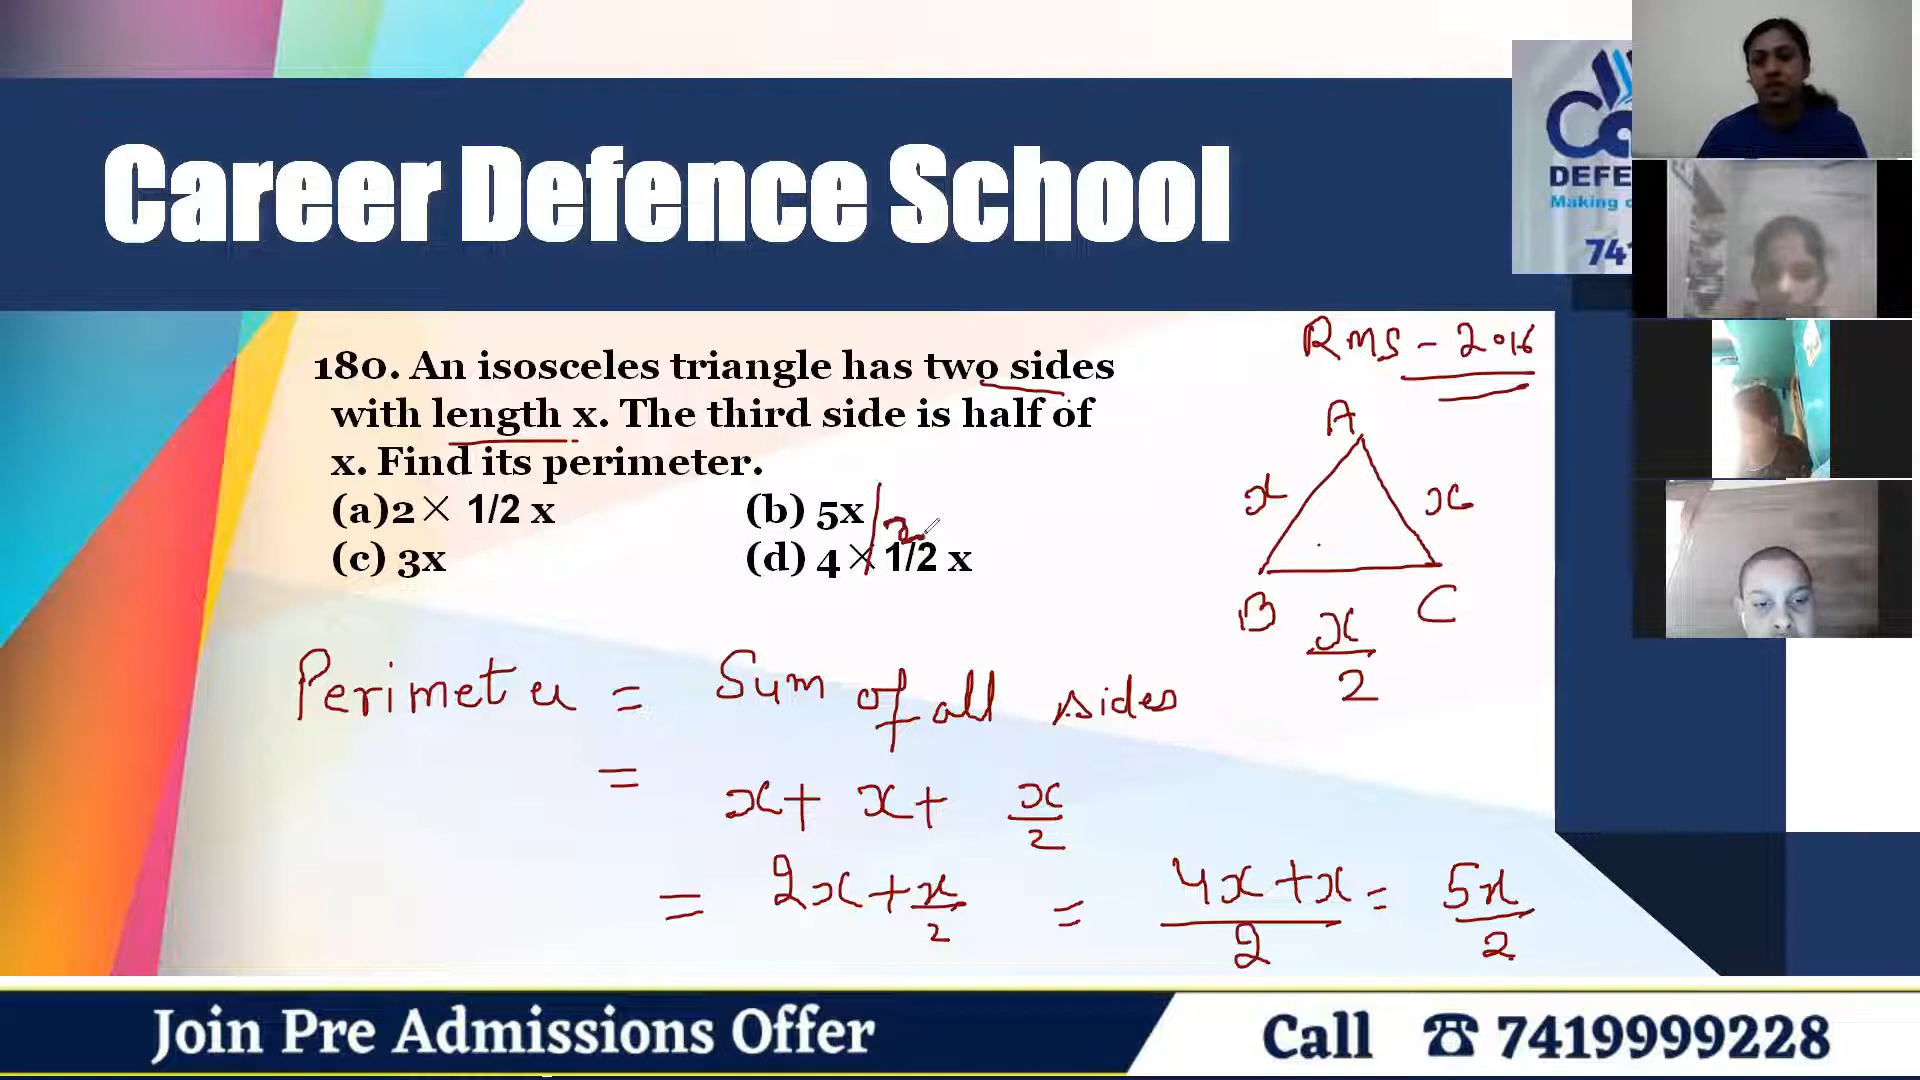 Career Defence School
DEFE
Making
741
RMS - 2016
180. An isosceles triangle has two sides
with length x. The third side is half of
x. Find its perimeter.
(a)2× 1/2 x (b) 5x/2
(c) 3x (d) 4× 1/2 x
A
x x
B C
x/2
Perimeter = Sum of all sides
= x + x + x/2
= 2x + x/2 = 4x + x/2 = 5x/2
Join Pre Admissions Offer
Call ☎ 7419999228